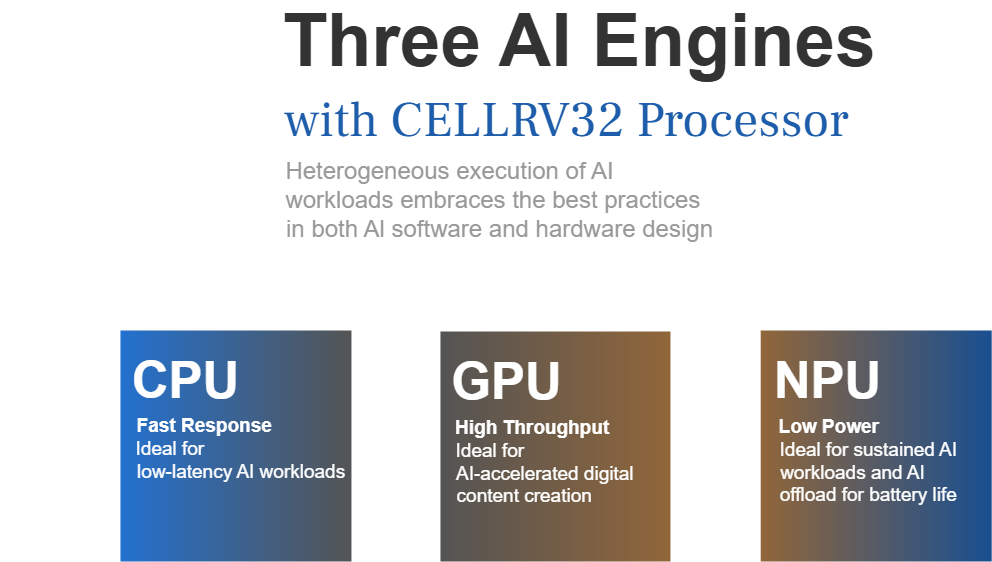 Three AI Engines
with CELLRV32 Processor
Heterogeneous execution of AI
workloads embraces the best practices
in both AI software and hardware design
CPU
Fast Response
Ideal for
low-latency AI workloads
GPU
High Throughput
Ideal for
AI-accelerated digital
content creation
NPU
Low Power
Ideal for sustained AI
workloads and AI
offload for battery life